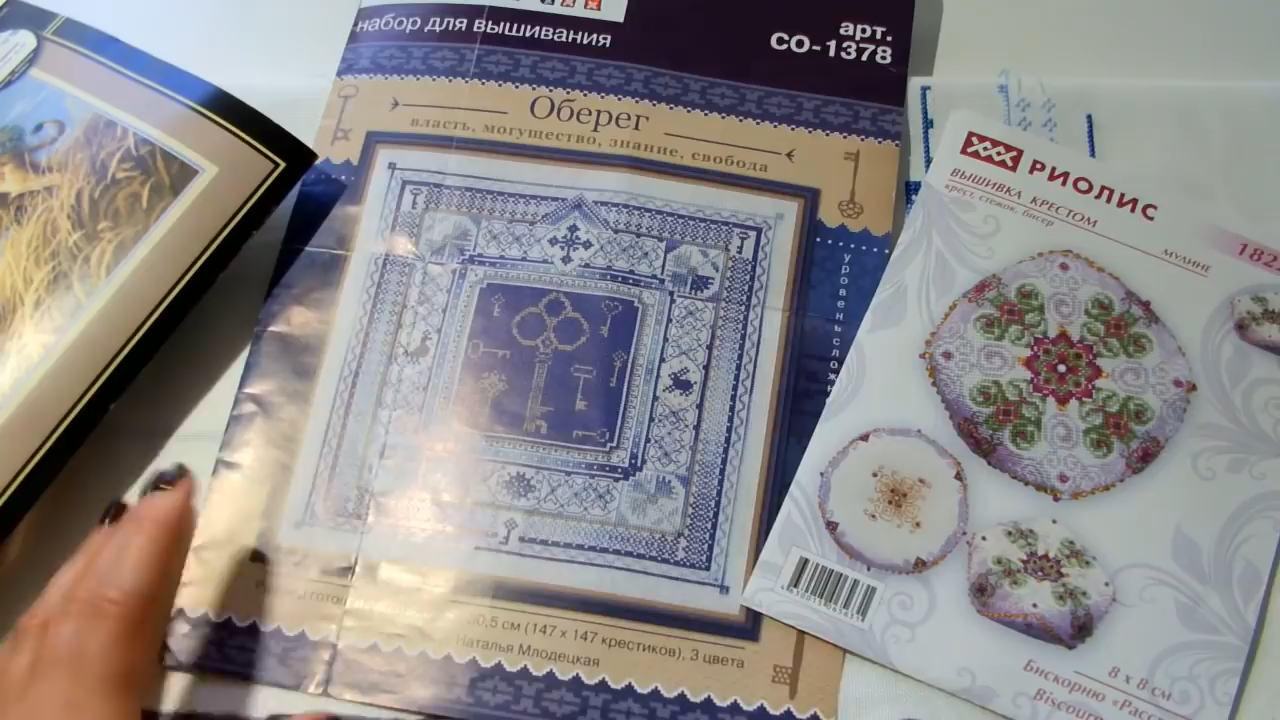 набор для вышивания
арт.
СО-1378
Оберег
власть, могущество, знание, свобода
(147 х 147 крестиков), 3 цвета
Наталья Млодецкая
РИОЛИС
ВЫШИВКА КРЕСТОМ
крест, стежок, бисер
МУЛИНЕ
8 х 8 см
Бискорню